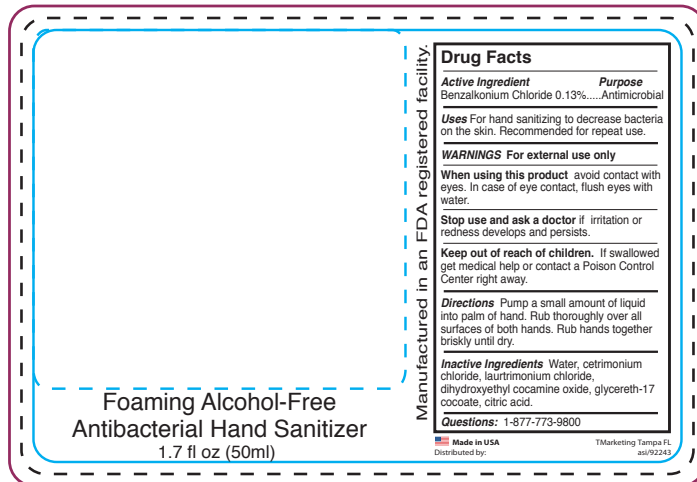 Foaming Alcohol-Free
Antibacterial Hand Sanitizer
1.7 fl oz (50ml)
Manufactured in an FDA registered facility.
Drug Facts
Active Ingredient Purpose
Benzalkonium Chloride 0.13%.....Antimicrobial
Uses For hand sanitizing to decrease bacteria
on the skin. Recommended for repeat use.
WARNINGS For external use only
When using this product avoid contact with
eyes. In case of eye contact, flush eyes with
water.
Stop use and ask a doctor if irritation or
redness develops and persists.
Keep out of reach of children. If swallowed
get medical help or contact a Poison Control
Center right away.
Directions Pump a small amount of liquid
into palm of hand. Rub thoroughly over all
surfaces of both hands. Rub hands together
briskly until dry.
Inactive Ingredients Water, cetrimonium
chloride, laurtrimonium chloride,
dihydroxyethyl cocamine oxide, glycereth-17
cocoate, citric acid.
Questions: 1-877-773-9800
Made in USA TMarketing Tampa FL
Distributed by: asi/92243